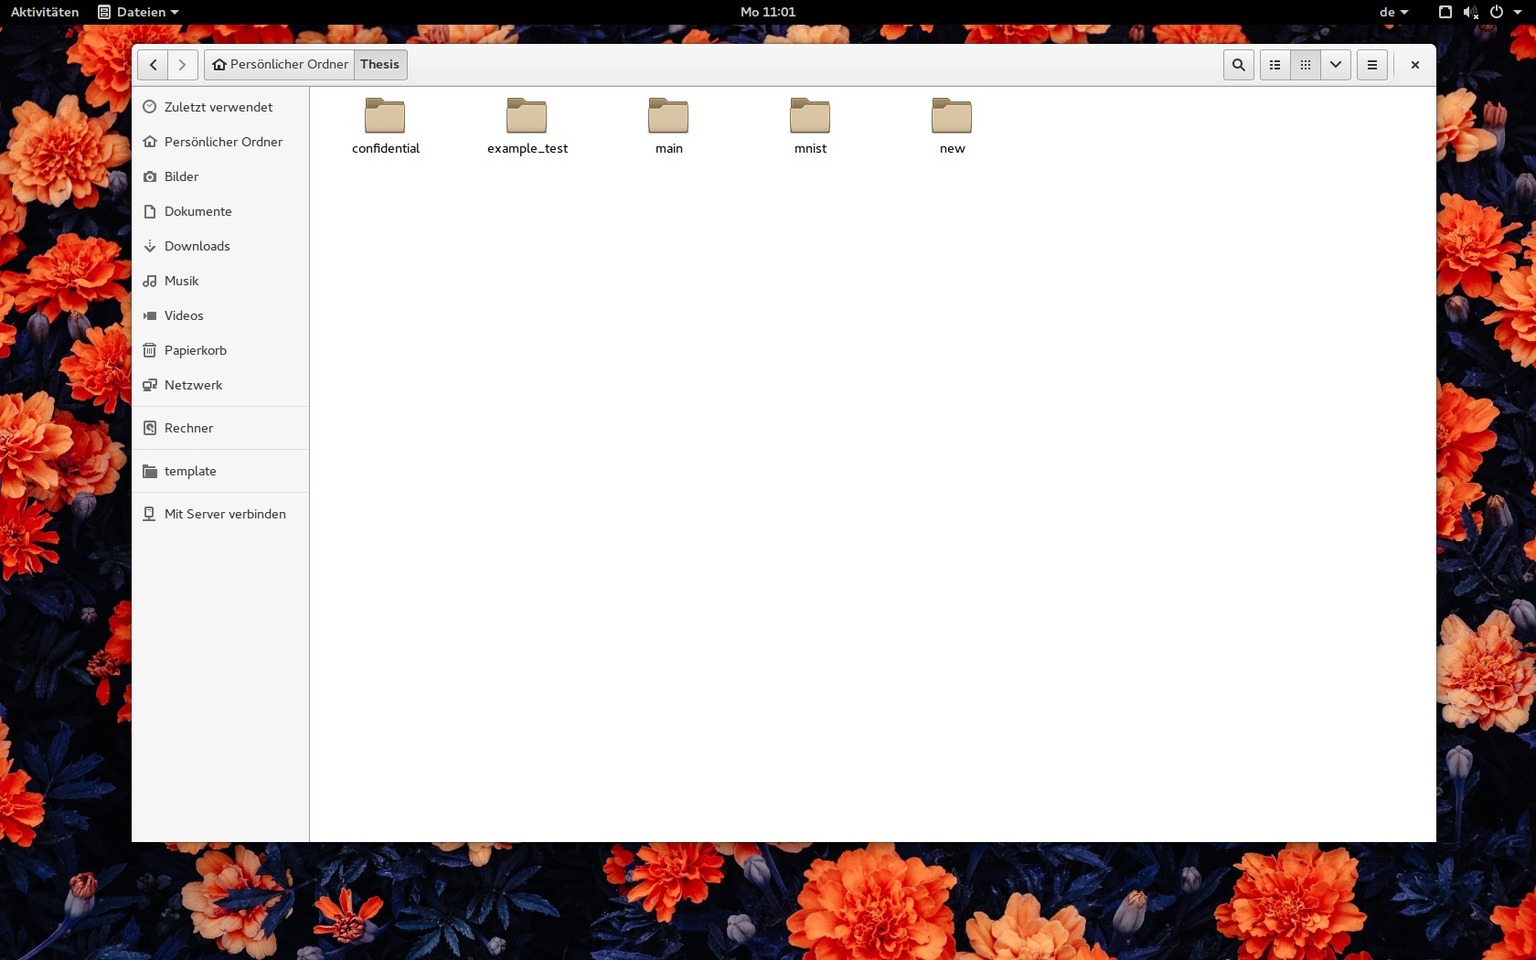 Aktivitäten Dateien Mo 11:01 de
Persönlicher Ordner Thesis
Zuletzt verwendet
Persönlicher Ordner
Bilder
Dokumente
Downloads
Musik
Videos
Papierkorb
Netzwerk
Rechner
template
Mit Server verbinden
confidential example_test main mnist new